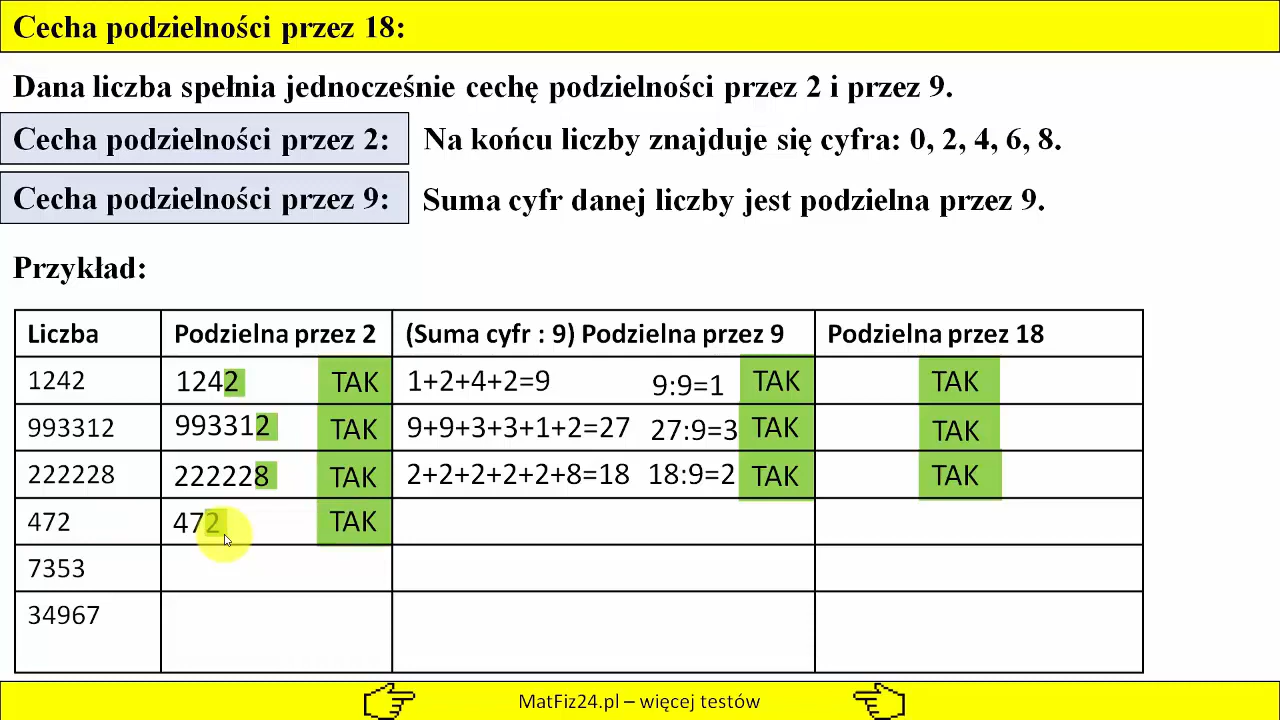 Cecha podzielności przez 18:
Dana liczba spełnia jednocześnie cechę podzielności przez 2 i przez 9.
Cecha podzielności przez 2: Na końcu liczby znajduje się cyfra: 0, 2, 4, 6, 8.
Cecha podzielności przez 9: Suma cyfr danej liczby jest podzielna przez 9.
Przykład:
Liczba Podzielna przez 2 (Suma cyfr : 9) Podzielna przez 9 Podzielna przez 18
1242 1242 TAK 1+2+4+2=9 9:9=1 TAK TAK
993312 993312 TAK 9+9+3+3+1+2=27 27:9=3 TAK TAK
222228 222228 TAK 2+2+2+2+2+8=18 18:9=2 TAK TAK
472 472 TAK
7353
34967
MatFiz24.pl – więcej testów